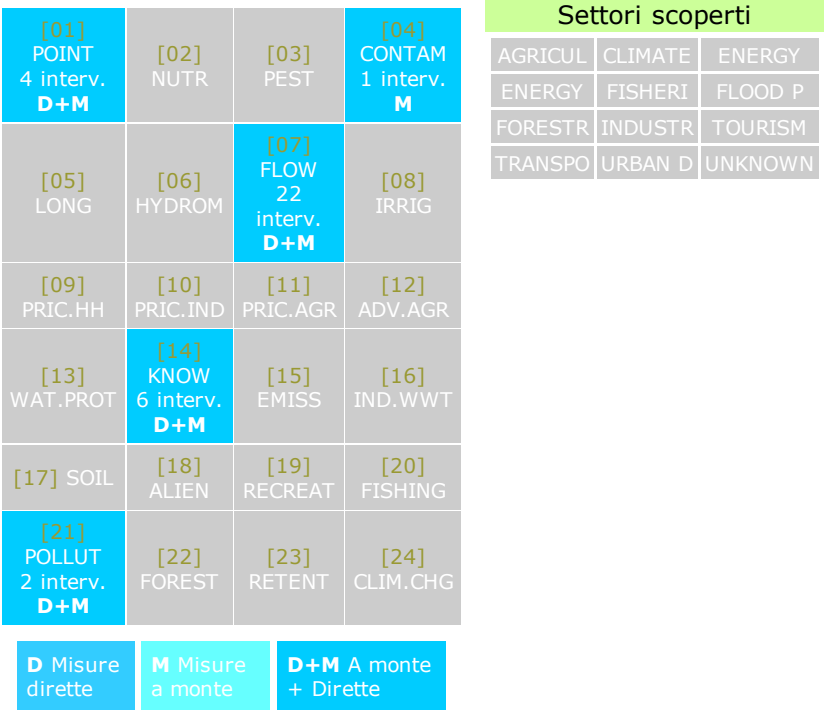 [01]
POINT
4 interv.
D+M
[02]
NUTR
[03]
PEST
[04]
CONTAM
1 interv.
M
[05]
LONG
[06]
HYDROM
[07]
FLOW
22
interv.
D+M
[08]
IRRIG
[09]
PRIC.HH
[10]
PRIC.IND
[11]
PRIC.AGR
[12]
ADV.AGR
[13]
WAT.PROT
[14]
KNOW
6 interv.
D+M
[15]
EMISS
[16]
IND.WWT
[17] SOIL
[18]
ALIEN
[19]
RECREAT
[20]
FISHING
[21]
POLLUT
2 interv.
D+M
[22]
FOREST
[23]
RETENT
[24]
CLIM.CHG
D Misure
dirette
M Misure
a monte
D+M A monte
+ Dirette
Settori scoperti
AGRICUL CLIMATE ENERGY
ENERGY FISHERI FLOOD P
FORESTR INDUSTR TOURISM
TRANSPO URBAN D UNKNOWN